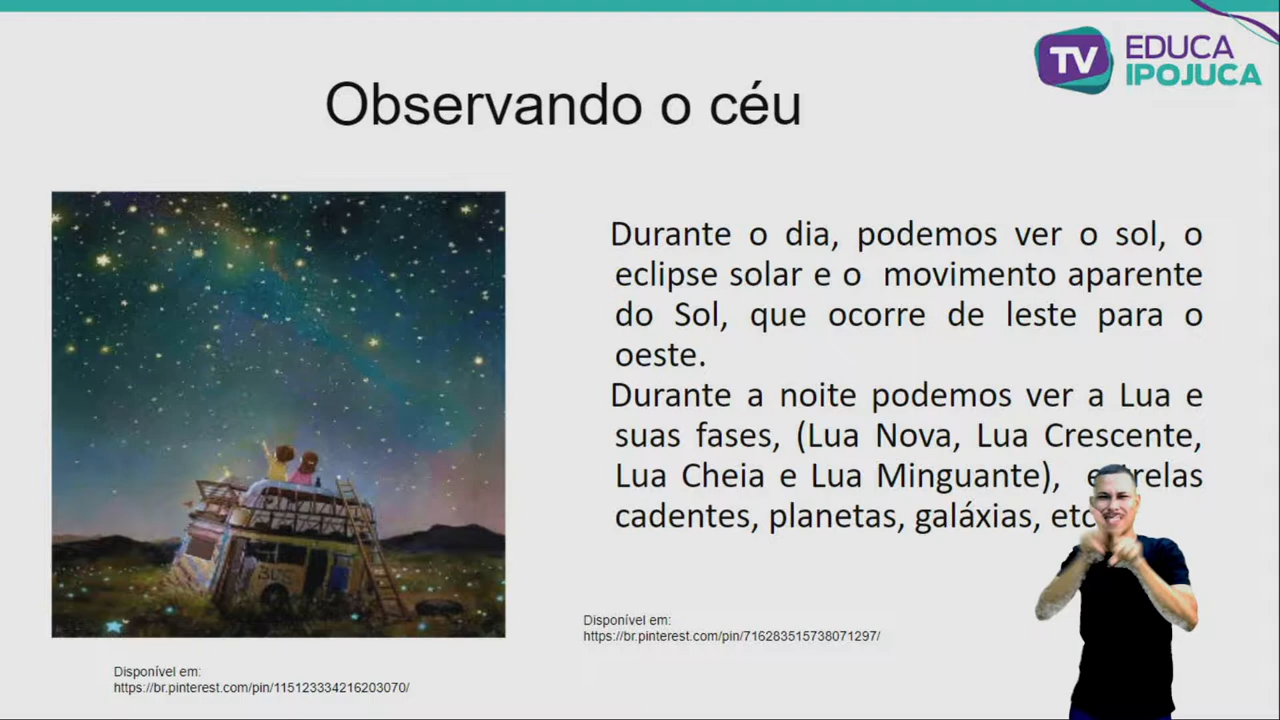 TV
EDUCA
IPOJUCA
Observando o céu
Durante o dia, podemos ver o sol, o
eclipse solar e o movimento aparente
do Sol, que ocorre de leste para o
oeste.
Durante a noite podemos ver a Lua e
suas fases, (Lua Nova, Lua Crescente,
Lua Cheia e Lua Minguante), estrelas
cadentes, planetas, galáxias, etc
BUS
Disponível em:
https://br.pinterest.com/pin/716283515738071297/
Disponível em:
https://br.pinterest.com/pin/115123334216203070/